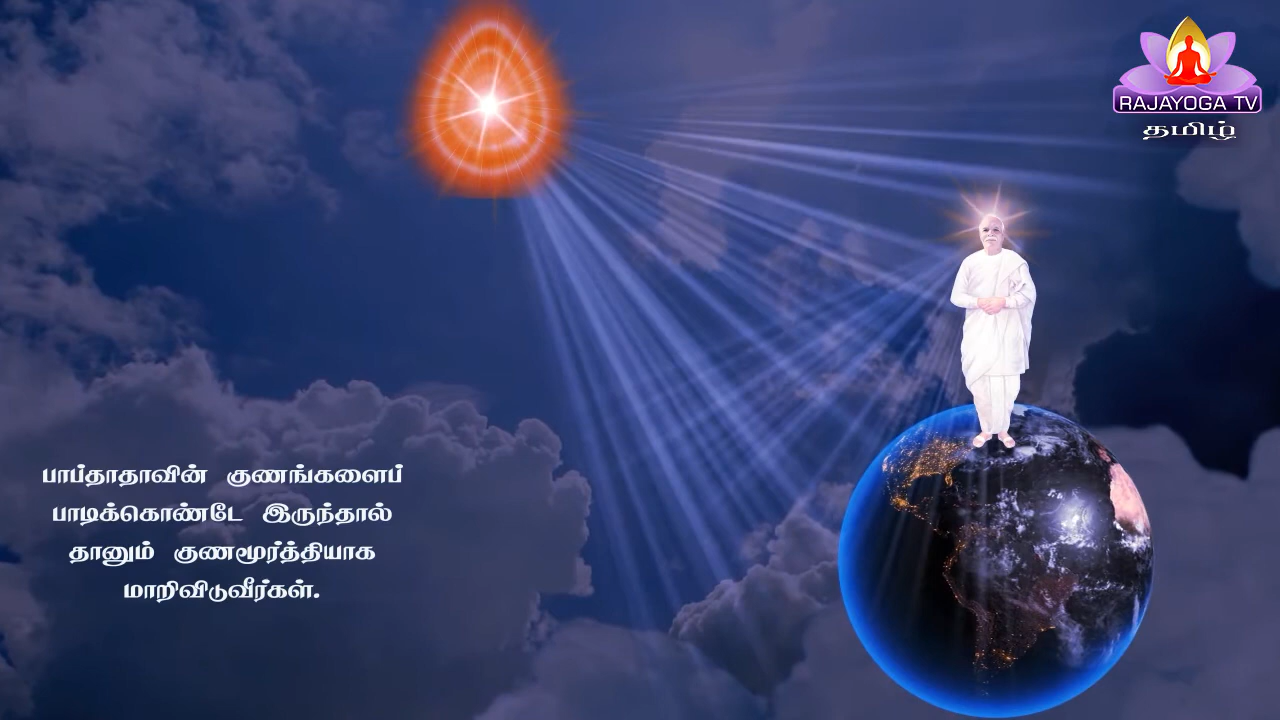 RAJAYOGA TV
தமிழ்
பாப்தாதாவின் குணங்களைப்
பாடிக்கொண்டே இருந்தால்
தானும் குணமூர்த்தியாக
மாறிவிடுவீர்கள்.